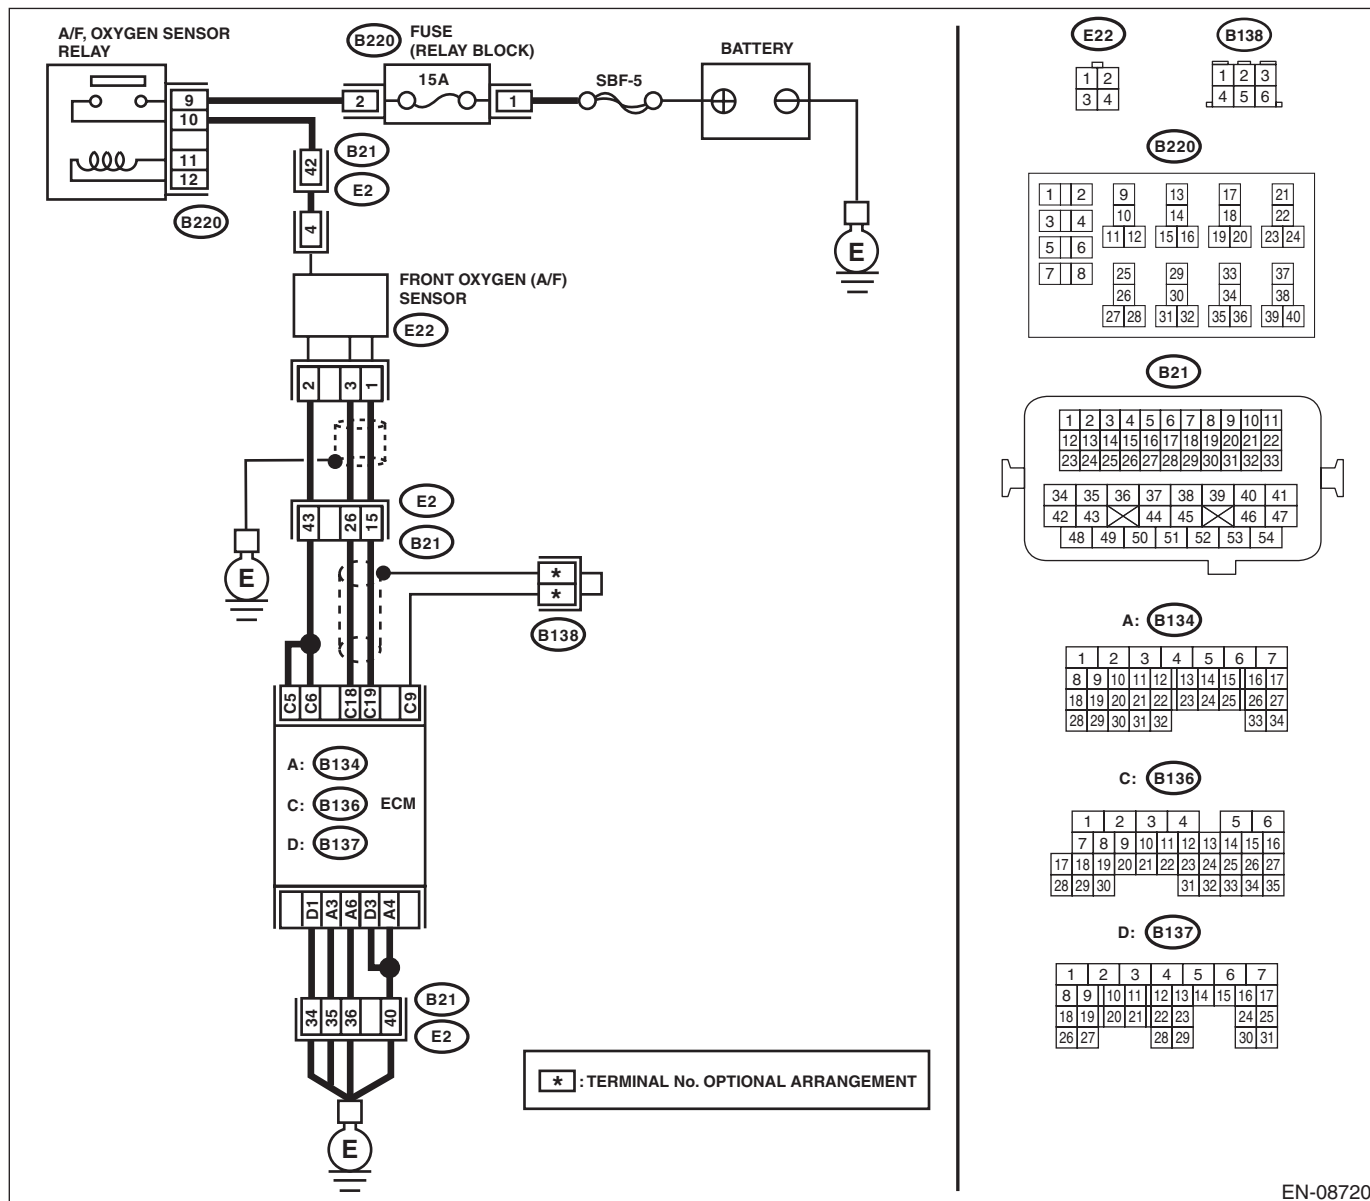 A/F, OXYGEN SENSOR
RELAY
B220
FUSE
(RELAY BLOCK)
15A
SBF-5
BATTERY
9
10
11
12
2
1
B220
42
B21
E2
4
FRONT OXYGEN (A/F)
SENSOR
E22
E
2 3 1
E2
43 26 15
B21
E
*
*
B138
C5 C6 C18 C19 C9
A: B134
C: B136 ECM
D: B137
D1 A3 A6 D3 A4
B21
34 35 36 40
E2
E
* : TERMINAL No. OPTIONAL ARRANGEMENT
E22
1 2
3 4
B138
1 2 3
4 5 6
B220
1 2 9 13 17 21
3 4 10 14 18 22
11 12 15 16 19 20 23 24
5 6
7 8 25 29 33 37
26 30 34 38
27 28 31 32 35 36 39 40
B21
1 2 3 4 5 6 7 8 9 10 11
12 13 14 15 16 17 18 19 20 21 22
23 24 25 26 27 28 29 30 31 32 33
34 35 36 37 38 39 40 41
42 43 44 45 46 47
48 49 50 51 52 53 54
A: B134
1 2 3 4 5 6 7
8 9 10 11 12 13 14 15 16 17
18 19 20 21 22 23 24 25 26 27
28 29 30 31 32 33 34
C: B136
1 2 3 4 5 6
7 8 9 10 11 12 13 14 15 16
17 18 19 20 21 22 23 24 25 26 27
28 29 30 31 32 33 34 35
D: B137
1 2 3 4 5 6 7
8 9 10 11 12 13 14 15 16 17
18 19 20 21 22 23 24 25
26 27 28 29 30 31
EN-08720